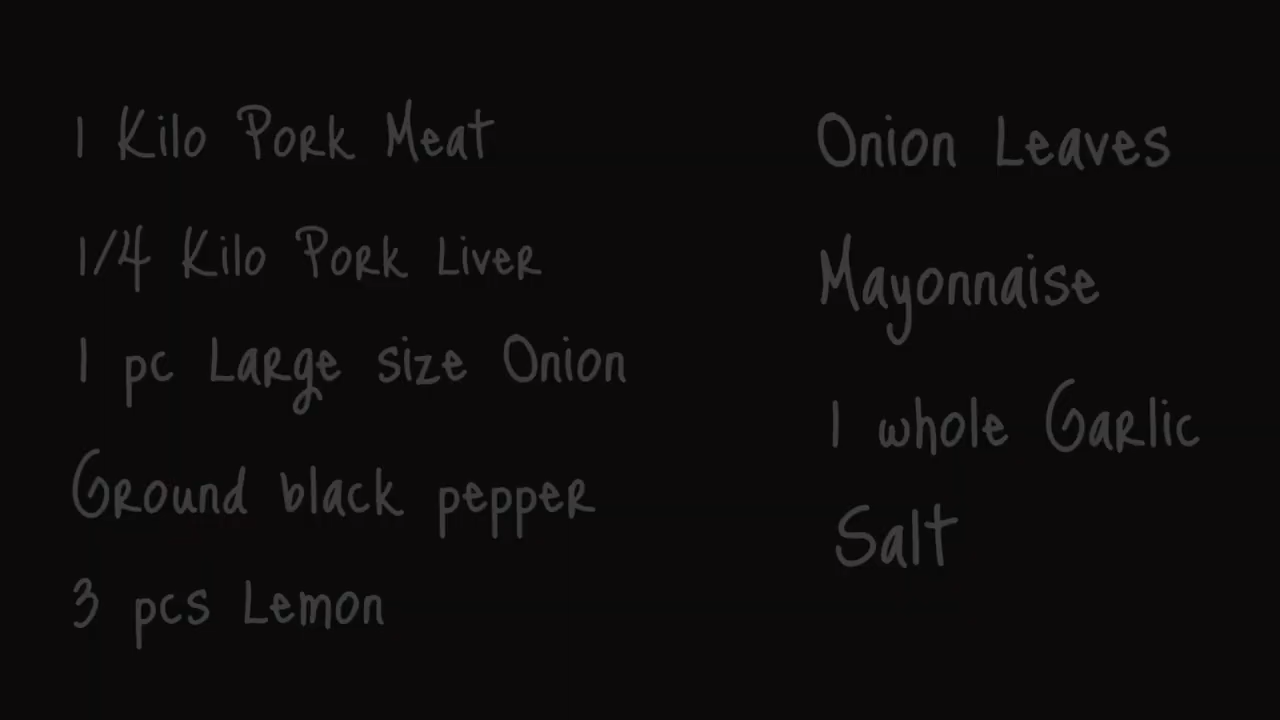 1 Kilo Pork Meat
1/4 Kilo Pork Liver
1 pc Large size Onion
Ground black pepper
3 pcs Lemon
Onion Leaves
Mayonnaise
1 whole Garlic
Salt